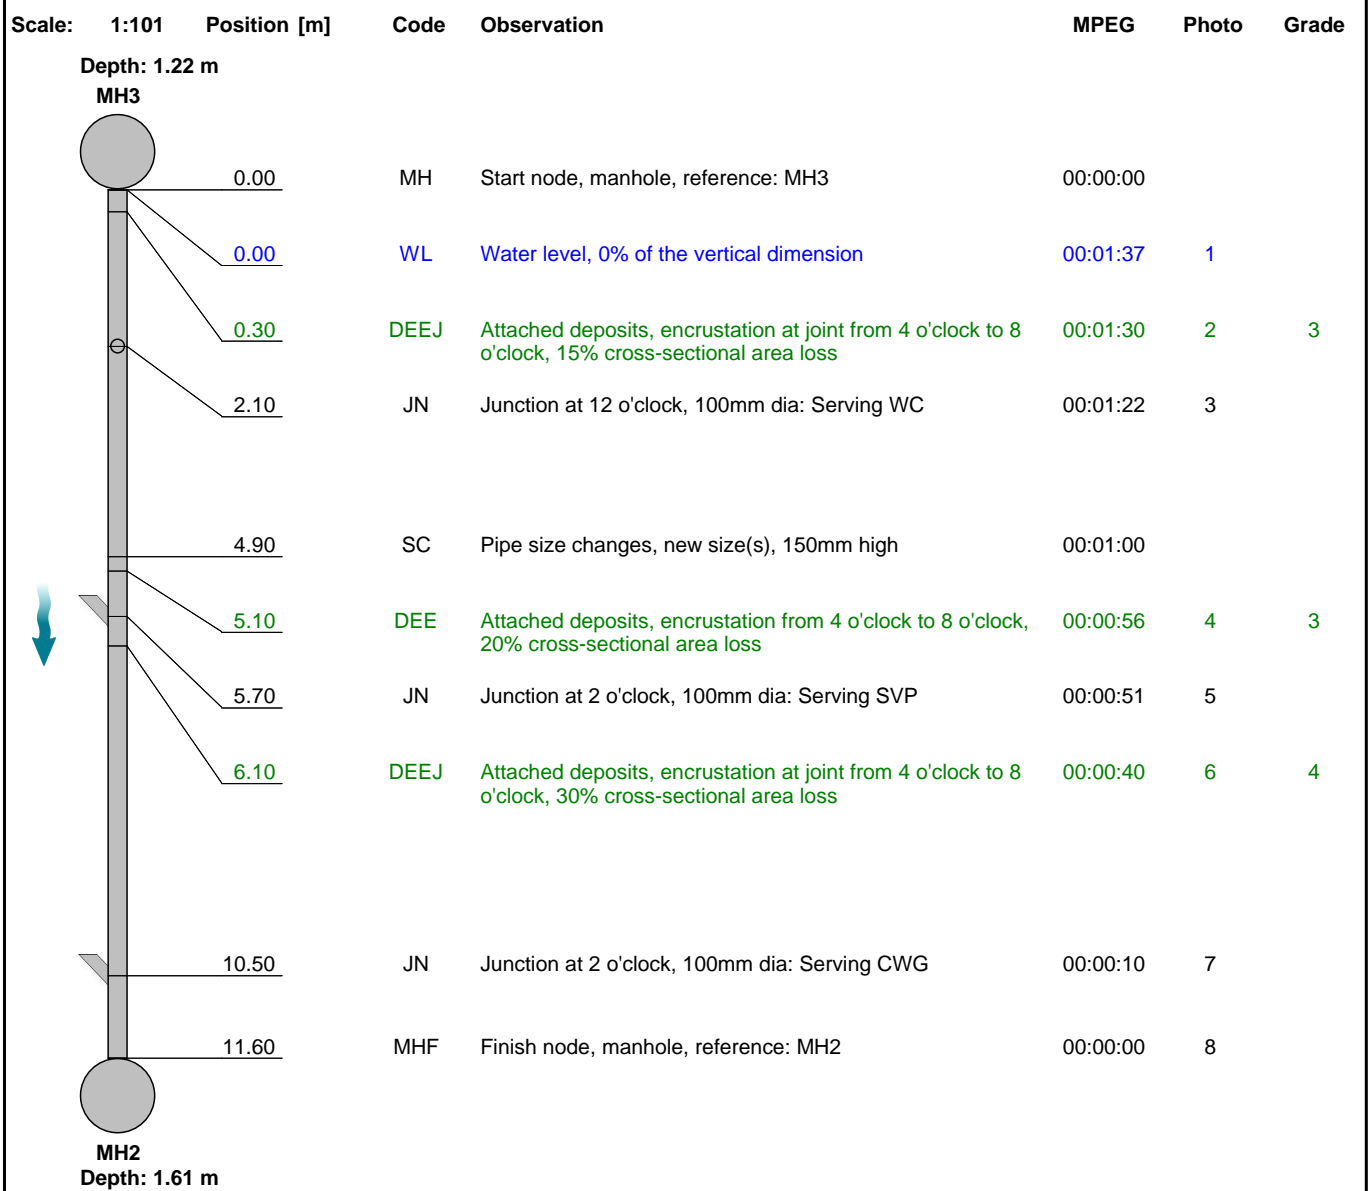 Scale: 1:101 Position [m] Code Observation MPEG Photo Grade
Depth: 1.22 m
MH3
0.00 MH Start node, manhole, reference: MH3 00:00:00
0.00 WL Water level, 0% of the vertical dimension 00:01:37 1
0.30 DEEJ Attached deposits, encrustation at joint from 4 o'clock to 8 00:01:30 2 3
o'clock, 15% cross-sectional area loss
2.10 JN Junction at 12 o'clock, 100mm dia: Serving WC 00:01:22 3
4.90 SC Pipe size changes, new size(s), 150mm high 00:01:00
5.10 DEE Attached deposits, encrustation from 4 o'clock to 8 o'clock, 00:00:56 4 3
20% cross-sectional area loss
5.70 JN Junction at 2 o'clock, 100mm dia: Serving SVP 00:00:51 5
6.10 DEEJ Attached deposits, encrustation at joint from 4 o'clock to 8 00:00:40 6 4
o'clock, 30% cross-sectional area loss
10.50 JN Junction at 2 o'clock, 100mm dia: Serving CWG 00:00:10 7
11.60 MHF Finish node, manhole, reference: MH2 00:00:00 8
MH2
Depth: 1.61 m